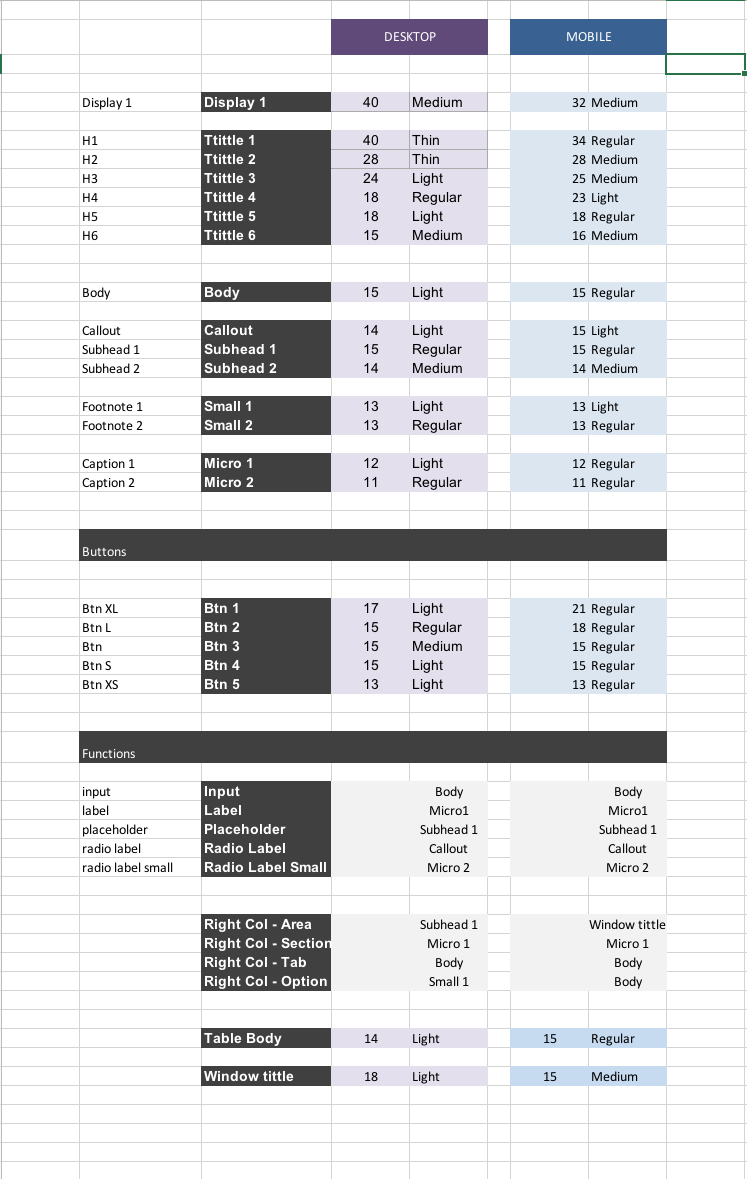 DESKTOP MOBILE
Display 1 Display 1 40 Medium 32 Medium
H1 Ttittle 1 40 Thin 34 Regular
H2 Ttittle 2 28 Thin 28 Medium
H3 Ttittle 3 24 Light 25 Medium
H4 Ttittle 4 18 Regular 23 Light
H5 Ttittle 5 18 Light 18 Regular
H6 Ttittle 6 15 Medium 16 Medium
Body Body 15 Light 15 Regular
Callout Callout 14 Light 15 Light
Subhead 1 Subhead 1 15 Regular 15 Regular
Subhead 2 Subhead 2 14 Medium 14 Medium
Footnote 1 Small 1 13 Light 13 Light
Footnote 2 Small 2 13 Regular 13 Regular
Caption 1 Micro 1 12 Light 12 Regular
Caption 2 Micro 2 11 Regular 11 Regular
Buttons
Btn XL Btn 1 17 Light 21 Regular
Btn L Btn 2 15 Regular 18 Regular
Btn Btn 3 15 Medium 15 Regular
Btn S Btn 4 15 Light 15 Regular
Btn XS Btn 5 13 Light 13 Regular
Functions
input Input Body Body
label Label Micro1 Micro1
placeholder Placeholder Subhead 1 Subhead 1
radio label Radio Label Callout Callout
radio label small Radio Label Small Micro 2 Micro 2
Right Col - Area Subhead 1 Window tittle
Right Col - Section Micro 1 Micro 1
Right Col - Tab Body Body
Right Col - Option Small 1 Body
Table Body 14 Light 15 Regular
Window tittle 18 Light 15 Medium